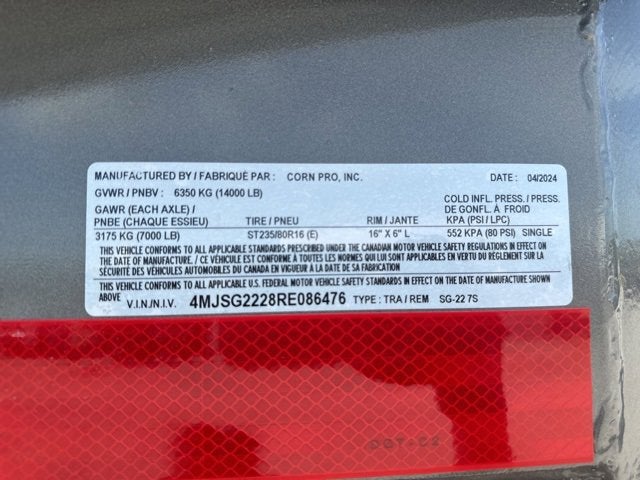 MANUFACTURED BY / FABRIQUÉ PAR : CORN PRO, INC. DATE : 04/2024
GVWR / PNBV : 6350 KG (14000 LB) COLD INFL. PRESS. / PRESS.
GAWR (EACH AXLE) / DE GONFL. À FROID
PNBE (CHAQUE ESSIEU) TIRE / PNEU RIM / JANTE KPA (PSI / LPC)
3175 KG (7000 LB) ST235/80R16 (E) 16" X 6" L 552 KPA (80 PSI) SINGLE
THIS VEHICLE CONFORMS TO ALL APPLICABLE STANDARDS PRESCRIBED UNDER THE CANADIAN MOTOR VEHICLE SAFETY REGULATIONS IN EFFECT ON
THE DATE OF MANUFACTURE. / CE VÉHICULE EST CONFORME À TOUTES LES NORMES QUI LUI SONT APPLICABLES EN VERTU DU RÈGLEMENT SUR LA
SÉCURITÉ DES VÉHICULES AUTOMOBILES DU CANADA EN VIGUEUR À LA DATE DE SA FABRICATION
THIS VEHICLE CONFORMS TO ALL APPLICABLE U.S. FEDERAL MOTOR VEHICLE SAFETY STANDARDS IN EFFECT ON THE DATE OF MANUFACTURE SHOWN
ABOVE.
V.I.N./N.I.V. 4MJSG2228RE086476 TYPE : TRA / REM SG-22 7S
DOT-C2